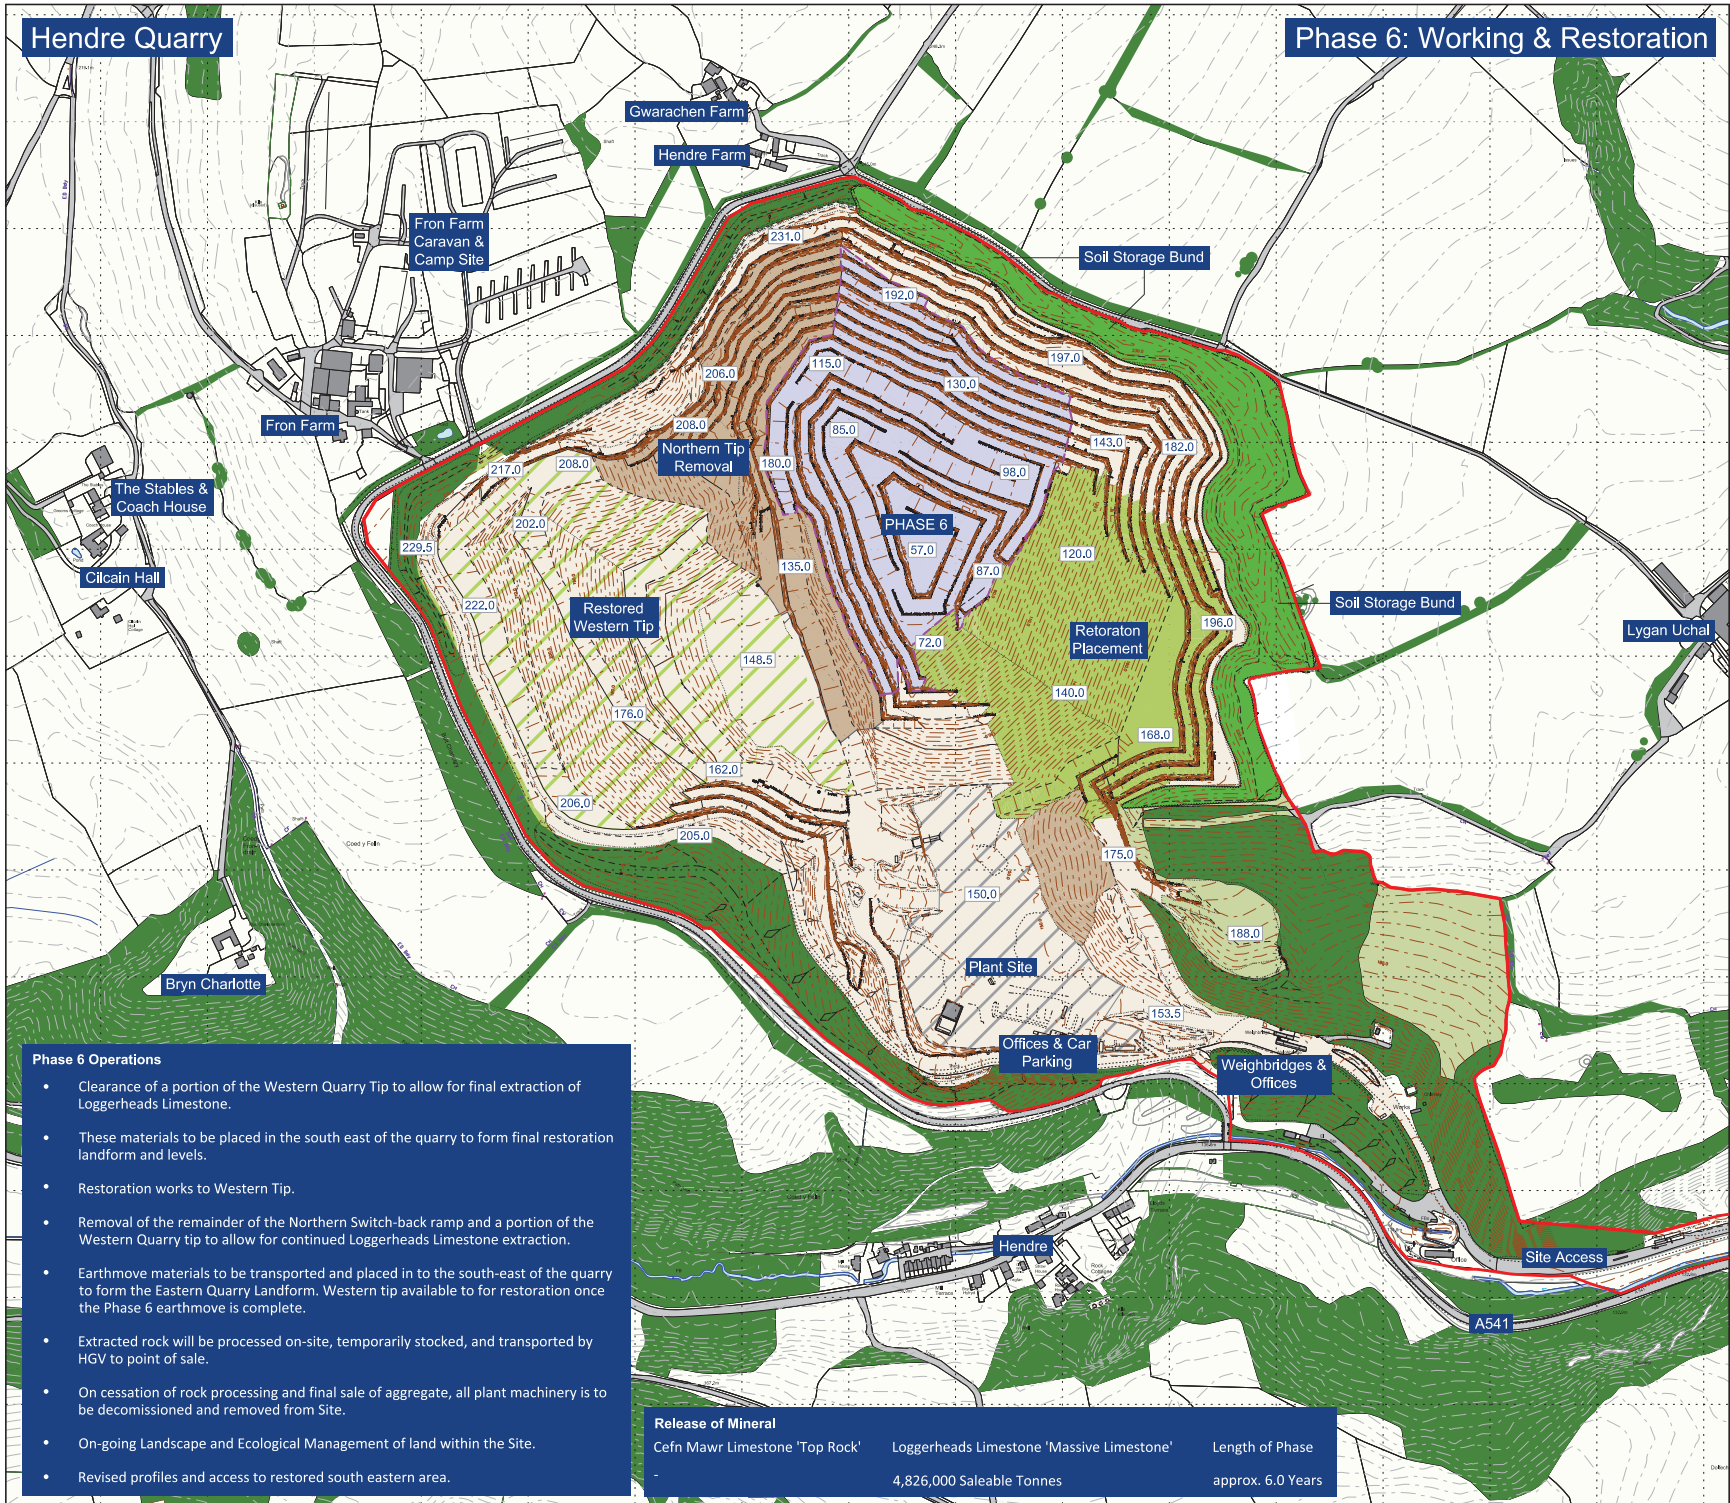 Hendre Quarry
Phase 6: Working & Restoration
Gwarachen Farm
Hendre Farm
Track
Shaft
Fron Farm
Caravan &
Camp Site
Soil Storage Bund
231.0
192.0
197.0
115.0
130.0
206.0
208.0
85.0
143.0
182.0
Fron Farm
Northern Tip
Removal
180.0
98.0
217.0
208.0
The Stables &
Coach House
202.0
PHASE 6
229.5
57.0
120.0
135.0
87.0
Cilcain Hall
222.0
Restored
Western Tip
Soil Storage Bund
196.0
Lygan Uchal
72.0
Retoraton
Placement
148.5
140.0
176.0
168.0
162.0
206.0
205.0
Coed y Felin
175.0
150.0
188.0
Plant Site
Bryn Charlotte
153.5
Offices & Car
Parking
Weighbridges &
Offices
Works
Hendre
Rock
Cottages
Office
Site Access
A541
Phase 6 Operations
• Clearance of a portion of the Western Quarry Tip to allow for final extraction of
Loggerheads Limestone.
• These materials to be placed in the south east of the quarry to form final restoration
landform and levels.
• Restoration works to Western Tip.
• Removal of the remainder of the Northern Switch-back ramp and a portion of the
Western Quarry tip to allow for continued Loggerheads Limestone extraction.
• Earthmove materials to be transported and placed in to the south-east of the quarry
to form the Eastern Quarry Landform. Western tip available to for restoration once
the Phase 6 earthmove is complete.
• Extracted rock will be processed on-site, temporarily stocked, and transported by
HGV to point of sale.
• On cessation of rock processing and final sale of aggregate, all plant machinery is to
be decomissioned and removed from Site.
• On-going Landscape and Ecological Management of land within the Site.
• Revised profiles and access to restored south eastern area.
Release of Mineral
Cefn Mawr Limestone 'Top Rock' Loggerheads Limestone 'Massive Limestone' Length of Phase
- 4,826,000 Saleable Tonnes approx. 6.0 Years